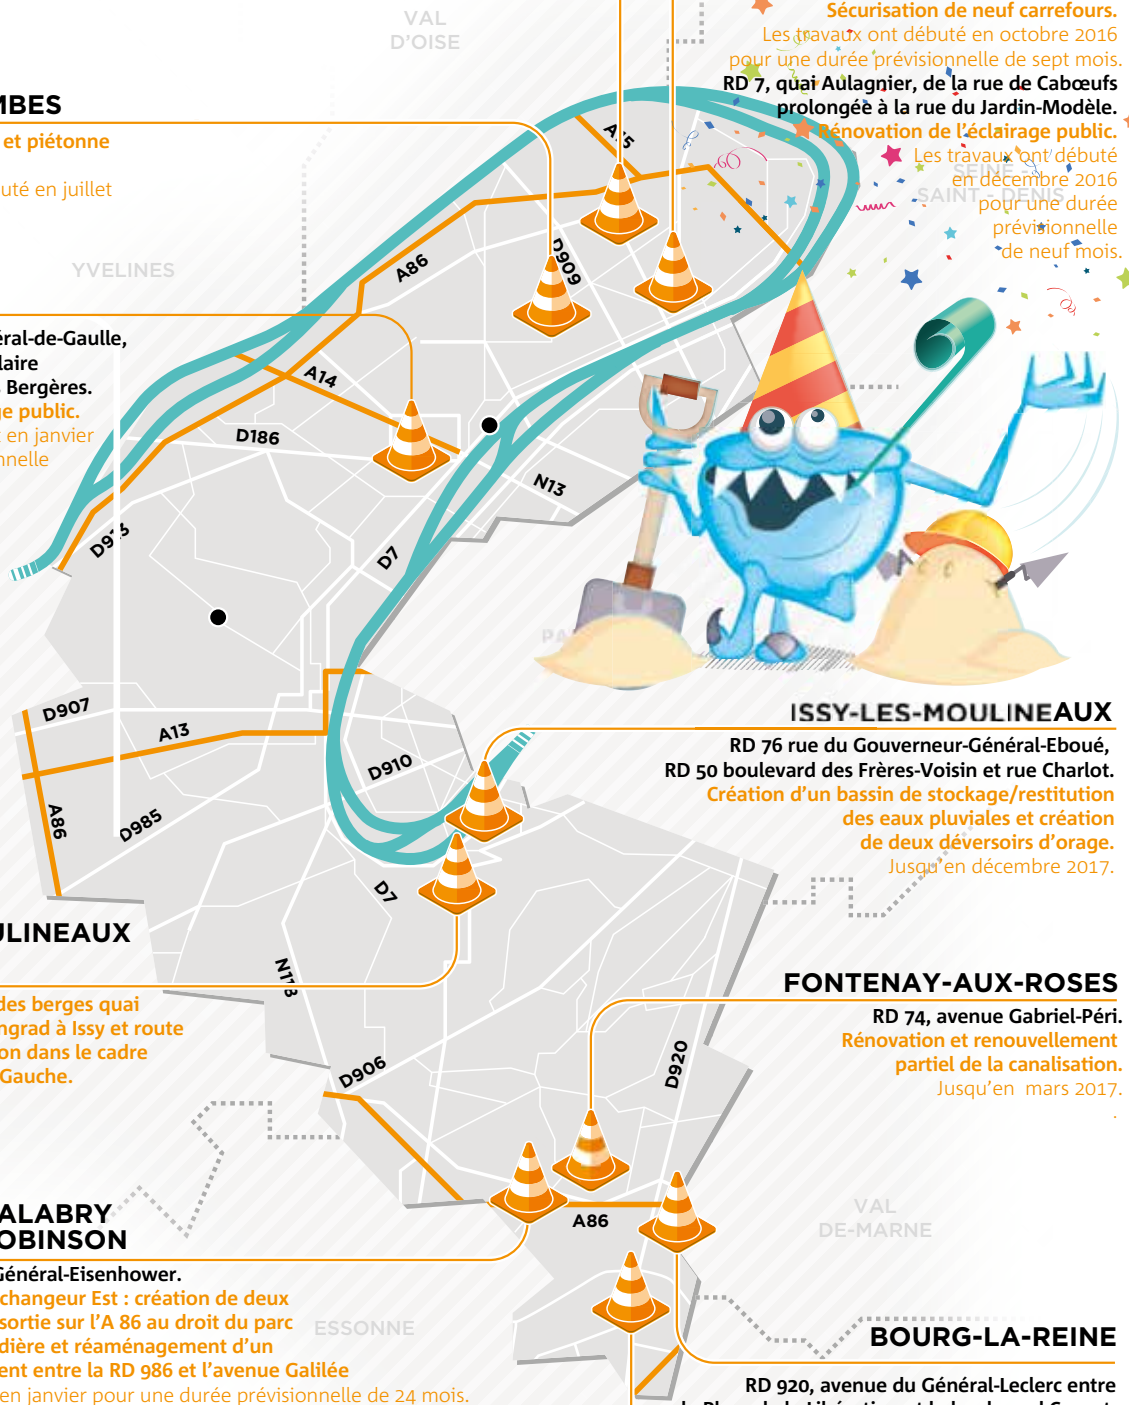 VAL
D'OISE
Sécurisation de neuf carrefours.
Les travaux ont débuté en octobre 2016
pour une durée prévisionnelle de sept mois.
RD 7, quai Aulagnier, de la rue de Cabœufs
prolongée à la rue du Jardin-Modèle.
Rénovation de l'éclairage public.
Les travaux ont débuté
en décembre 2016
pour une durée
prévisionnelle
de neuf mois.
SEINE -
SAINT - DENIS
MBES
et piétonne
uté en juillet
YVELINES
A15
A86
D909
éral-de-Gaulle,
laire
Bergères.
ge public.
en janvier
nnelle
A14
D186
N13
D7
D907
A13
D910
A86
D985
ISSY-LES-MOULINEAUX
RD 76 rue du Gouverneur-Général-Eboué,
RD 50 boulevard des Frères-Voisin et rue Charlot.
Création d'un bassin de stockage/restitution
des eaux pluviales et création
de deux déversoirs d'orage.
Jusqu'en décembre 2017.
D7
ULINEAUX
N118
des berges quai
ngrad à Issy et route
on dans le cadre
Gauche.
FONTENAY-AUX-ROSES
RD 74, avenue Gabriel-Péri.
Rénovation et renouvellement
partiel de la canalisation.
Jusqu'en mars 2017.
.
D906
D920
A86
VAL
DE-MARNE
ALABRY
OBINSON
Général-Eisenhower.
changeur Est : création de deux
sortie sur l'A 86 au droit du parc
dière et réaménagement d'un
ent entre la RD 986 et l'avenue Galilée
en janvier pour une durée prévisionnelle de 24 mois.
ESSONNE
BOURG-LA-REINE
RD 920, avenue du Général-Leclerc entre